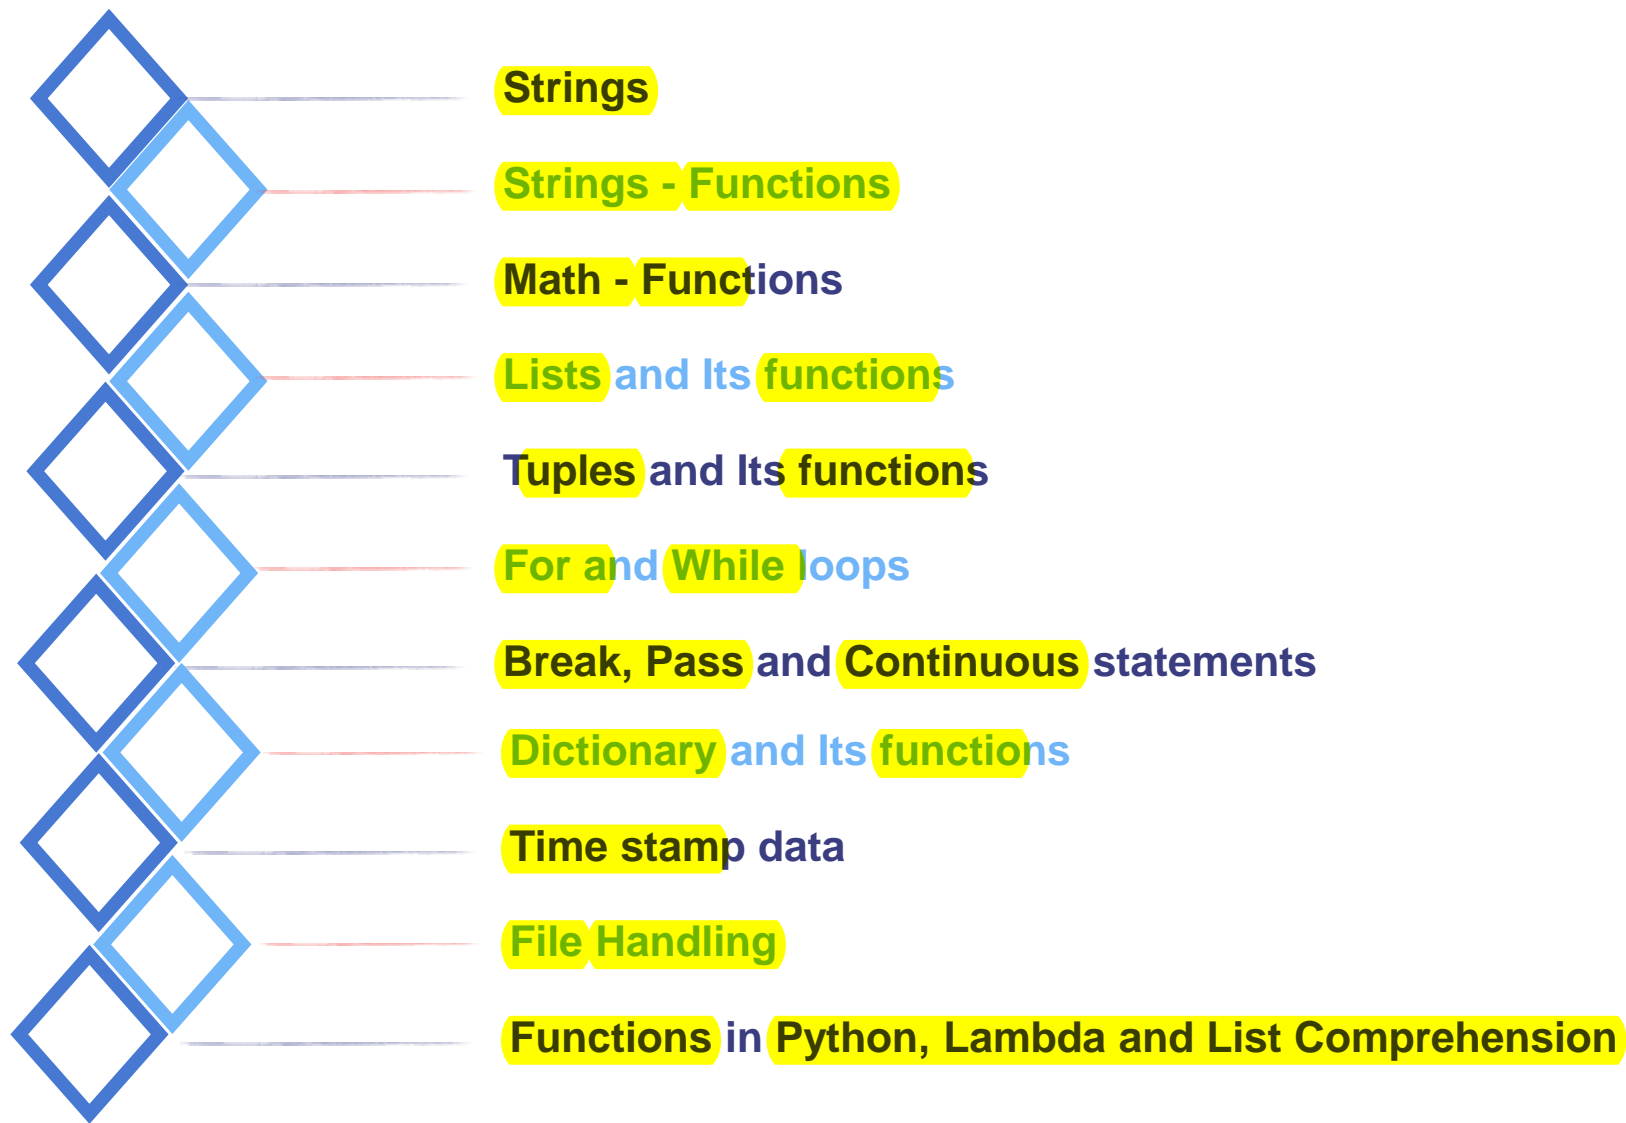 Strings
Strings - Functions
Math - Functions
Lists and Its functions
Tuples and Its functions
For and While loops
Break, Pass and Continuous statements
Dictionary and Its functions
Time stamp data
File Handling
Functions in Python, Lambda and List Comprehension